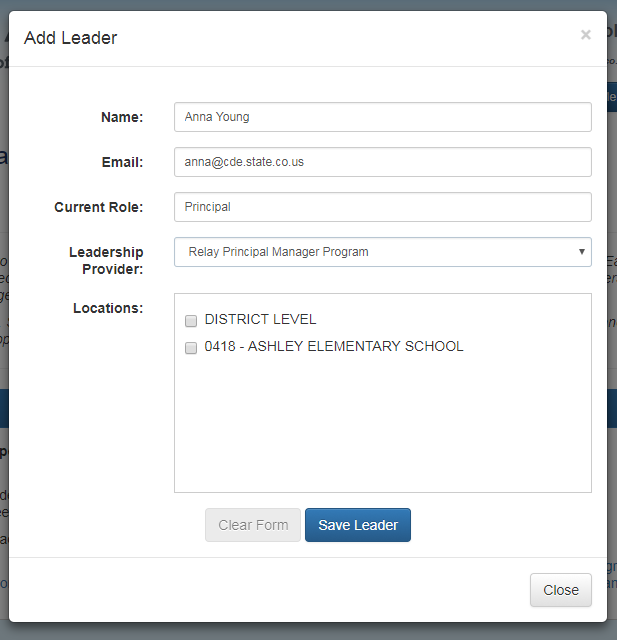 Add Leader
×
Name:
Anna Young
Email:
anna@cde.state.co.us
Current Role:
Principal
Leadership
Provider:
Relay Principal Manager Program
Locations:
DISTRICT LEVEL
0418 - ASHLEY ELEMENTARY SCHOOL
Clear Form
Save Leader
Close